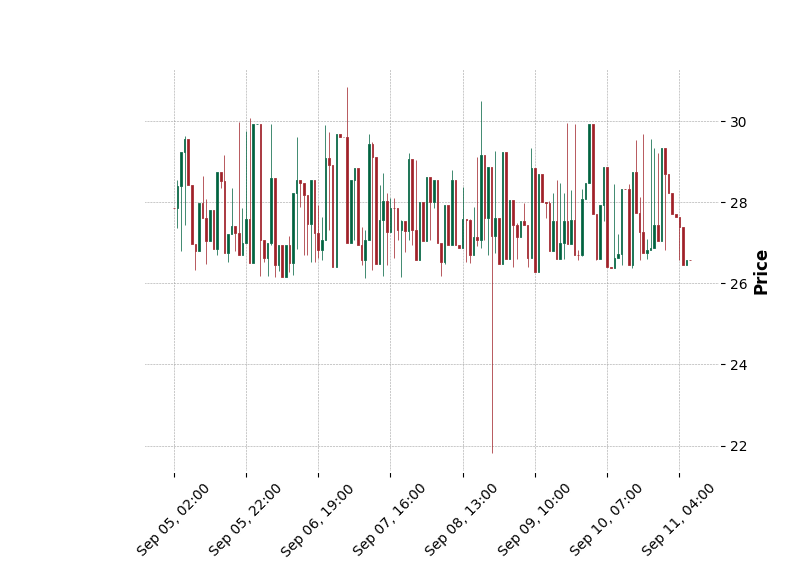 30
28
26
24
22
Price
Sep 05, 02:00
Sep 05, 22:00
Sep 06, 19:00
Sep 07, 16:00
Sep 08, 13:00
Sep 09, 10:00
Sep 10, 07:00
Sep 11, 04:00